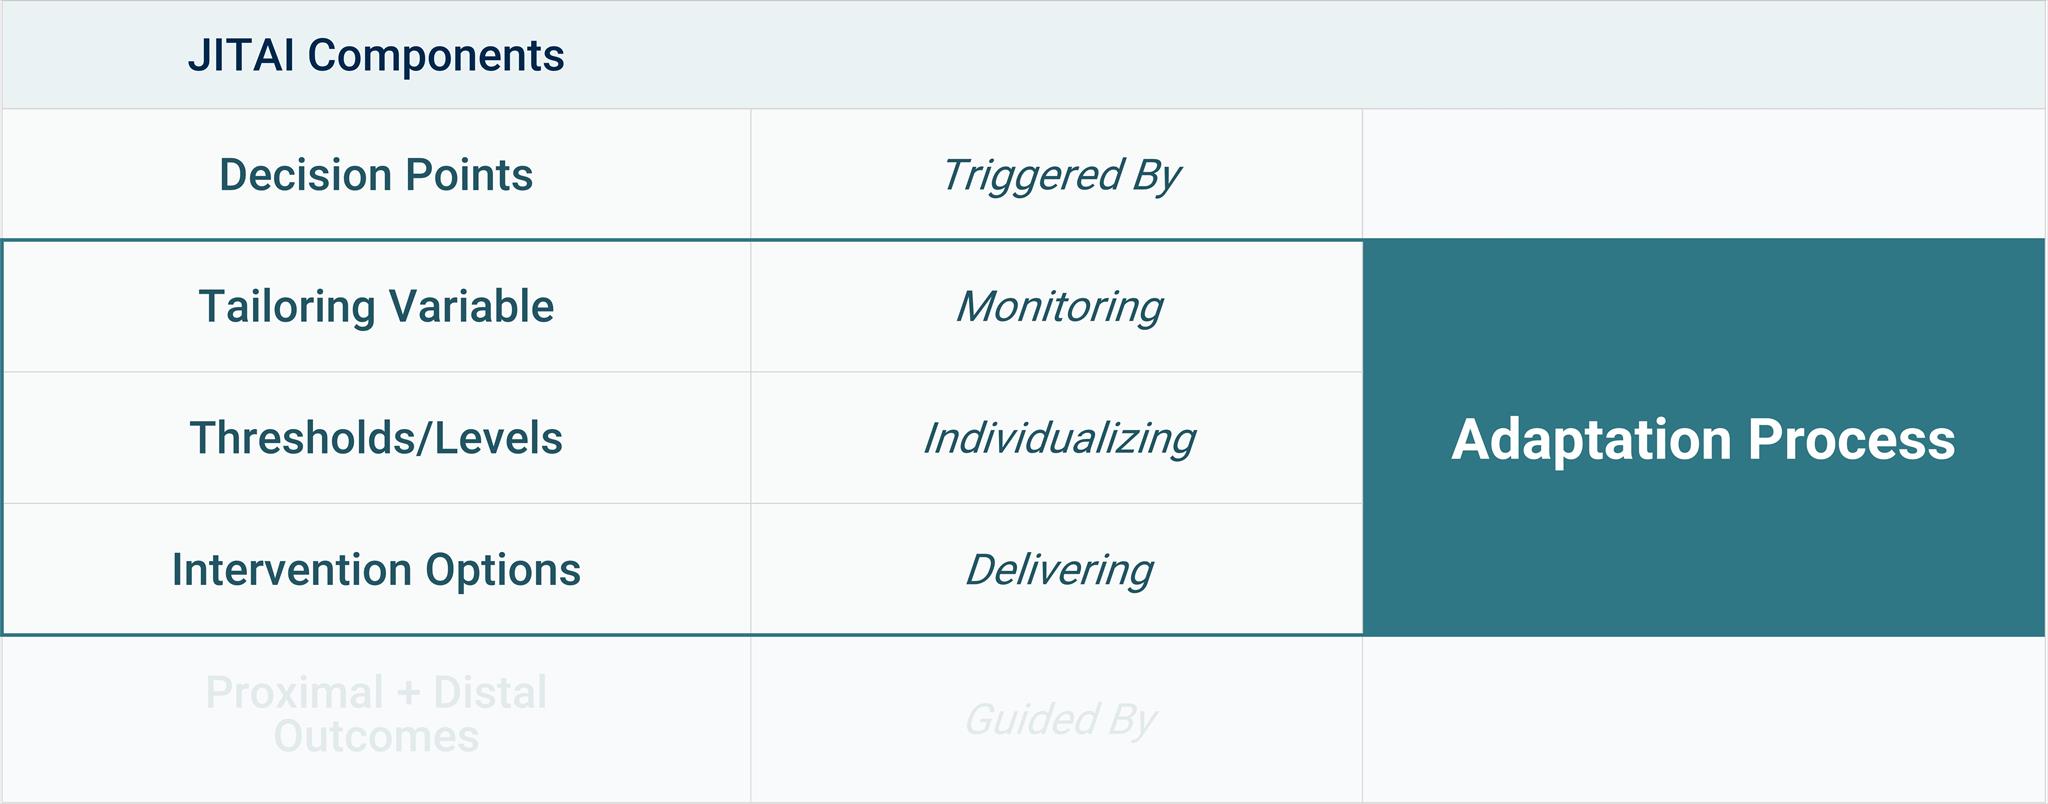 JITAI Components
Decision Points
Triggered By
Tailoring Variable
Monitoring
Thresholds/Levels
Individualizing
Adaptation Process
Intervention Options
Delivering
Proximal + Distal
Outcomes
Guided By